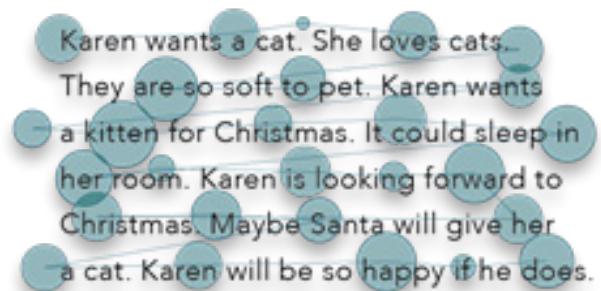 Karen wants a cat. She loves cats.
They are so soft to pet. Karen wants
a kitten for Christmas. It could sleep in
her room. Karen is looking forward to
Christmas. Maybe Santa will give her
a cat. Karen will be so happy if he does.